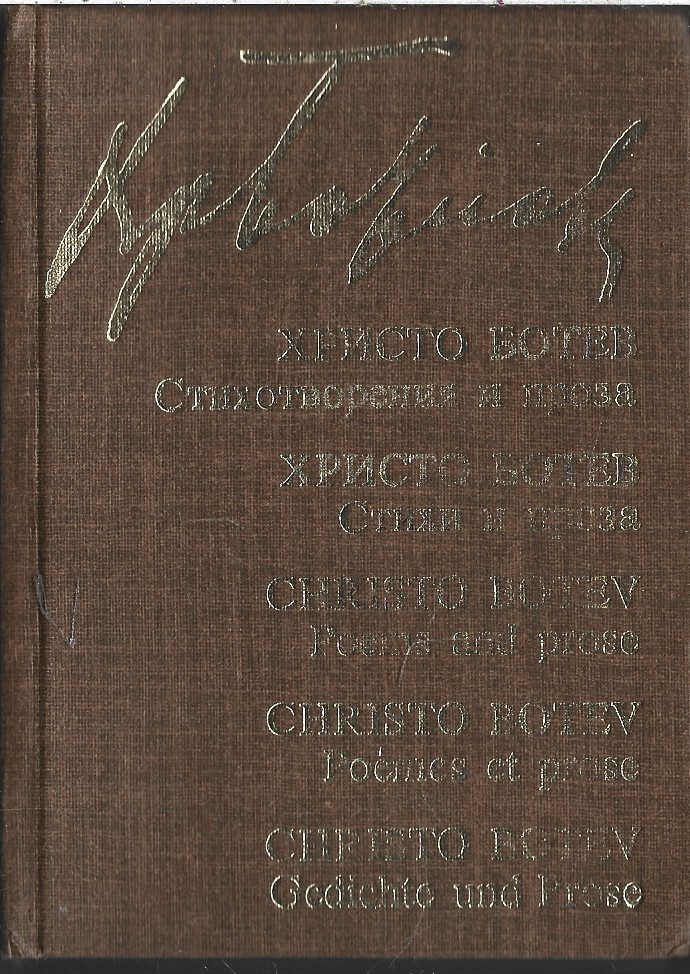 ХРИСТО БОТЕВ
Стихотворения и проза
ХРИСТО БОТЕВ
Стихи и проза
CHRISTO BOTEV
Poems and prose
CHRISTO BOTEV
Poémes et prose
CHRISTO BOTEV
Gedichte und Prose